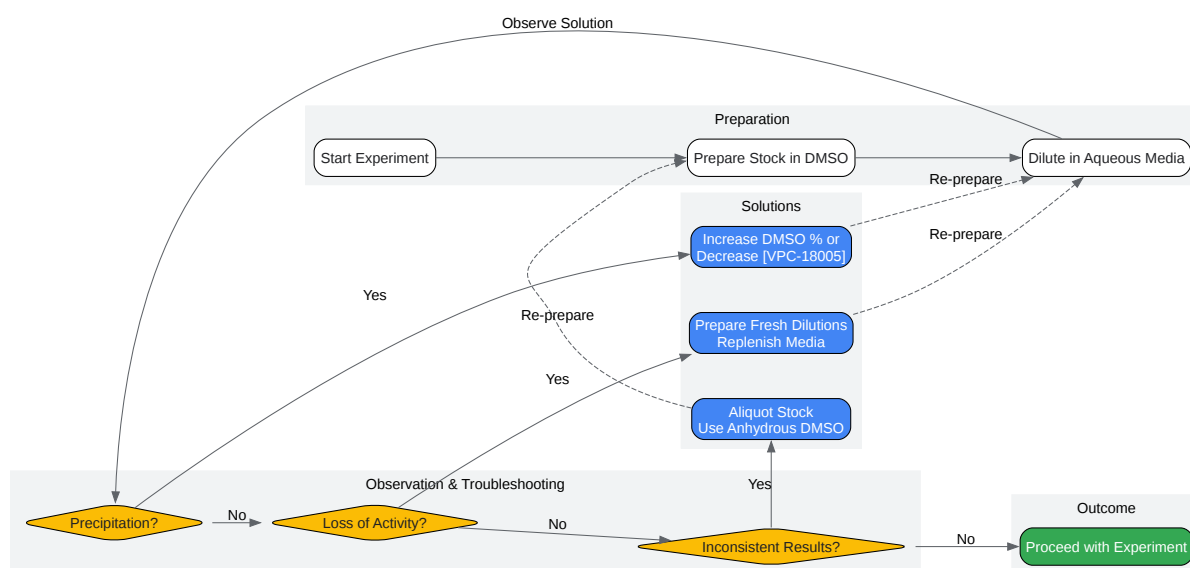 Observe Solution
Preparation
Start Experiment
Prepare Stock in DMSO
Dilute in Aqueous Media
Re-prepare
Solutions
Increase DMSO % or
Decrease [VPC-18005]
Re-prepare
Yes
Re-prepare
Prepare Fresh Dilutions
Replenish Media
Yes
Aliquot Stock
Use Anhydrous DMSO
Observation & Troubleshooting
Yes
Precipitation?
No
Loss of Activity?
No
Inconsistent Results?
No
Outcome
Proceed with Experiment